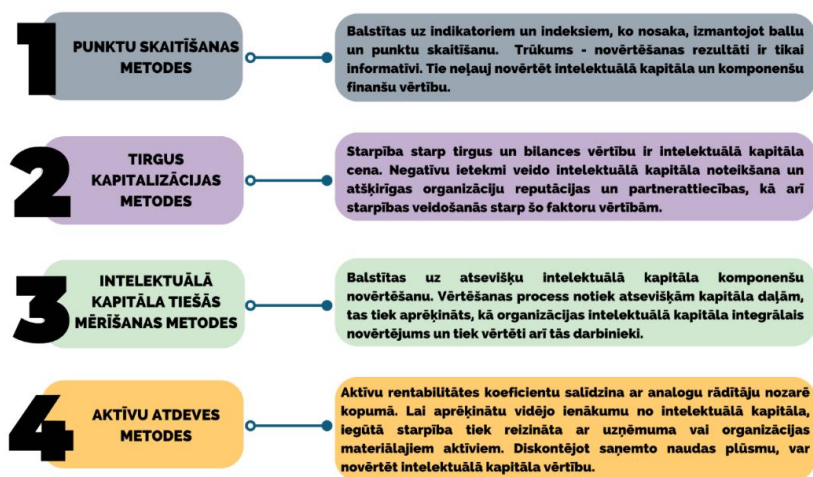 1
PUNKTU SKAITĪŠANAS
METODES
Balstītas uz indikatoriem un indeksiem, ko nosaka, izmantojot ballu
un punktu skaitīšanu. Trūkums - novērtēšanas rezultāti ir tikai
informatīvi. Tie neļauj novērtēt intelektuālā kapitāla un komponenšu
finanšu vērtību.
2
TIRGUS
KAPITALIZĀCIJAS
METODES
Starpība starp tirgus un bilances vērtību ir intelektuālā kapitāla
cena. Negatīvu ietekmi veido intelektuālā kapitāla noteikšana un
atšķirīgas organizāciju reputācijas un partnerattiecības, kā arī
starpības veidošanās starp šo faktoru vērtībām.
3
INTELEKTUĀLĀ
KAPITĀLA TIEŠĀS
MĒRĪŠANAS METODES
Balstītas uz atsevišķu intelektuālā kapitāla komponenšu
novērtēšanu. Vērtēšanas process notiek atsevišķām kapitāla daļām,
tas tiek aprēķināts, kā organizācijas intelektuālā kapitāla integrālais
novērtējums un tiek vērtēti arī tās darbinieki.
4
AKTĪVU ATDEVES
METODES
Aktīvu rentabilitātes koeficientu salīdzina ar analogu rādītāju nozarē
kopumā. Lai aprēķinātu vidējo ienākumu no intelektuālā kapitāla,
iegūtā starpība tiek reizināta ar uzņēmuma vai organizācijas
materiālajiem aktīviem. Diskontējot saņemto naudas plūsmu, var
novērtēt intelektuālā kapitāla vērtību.